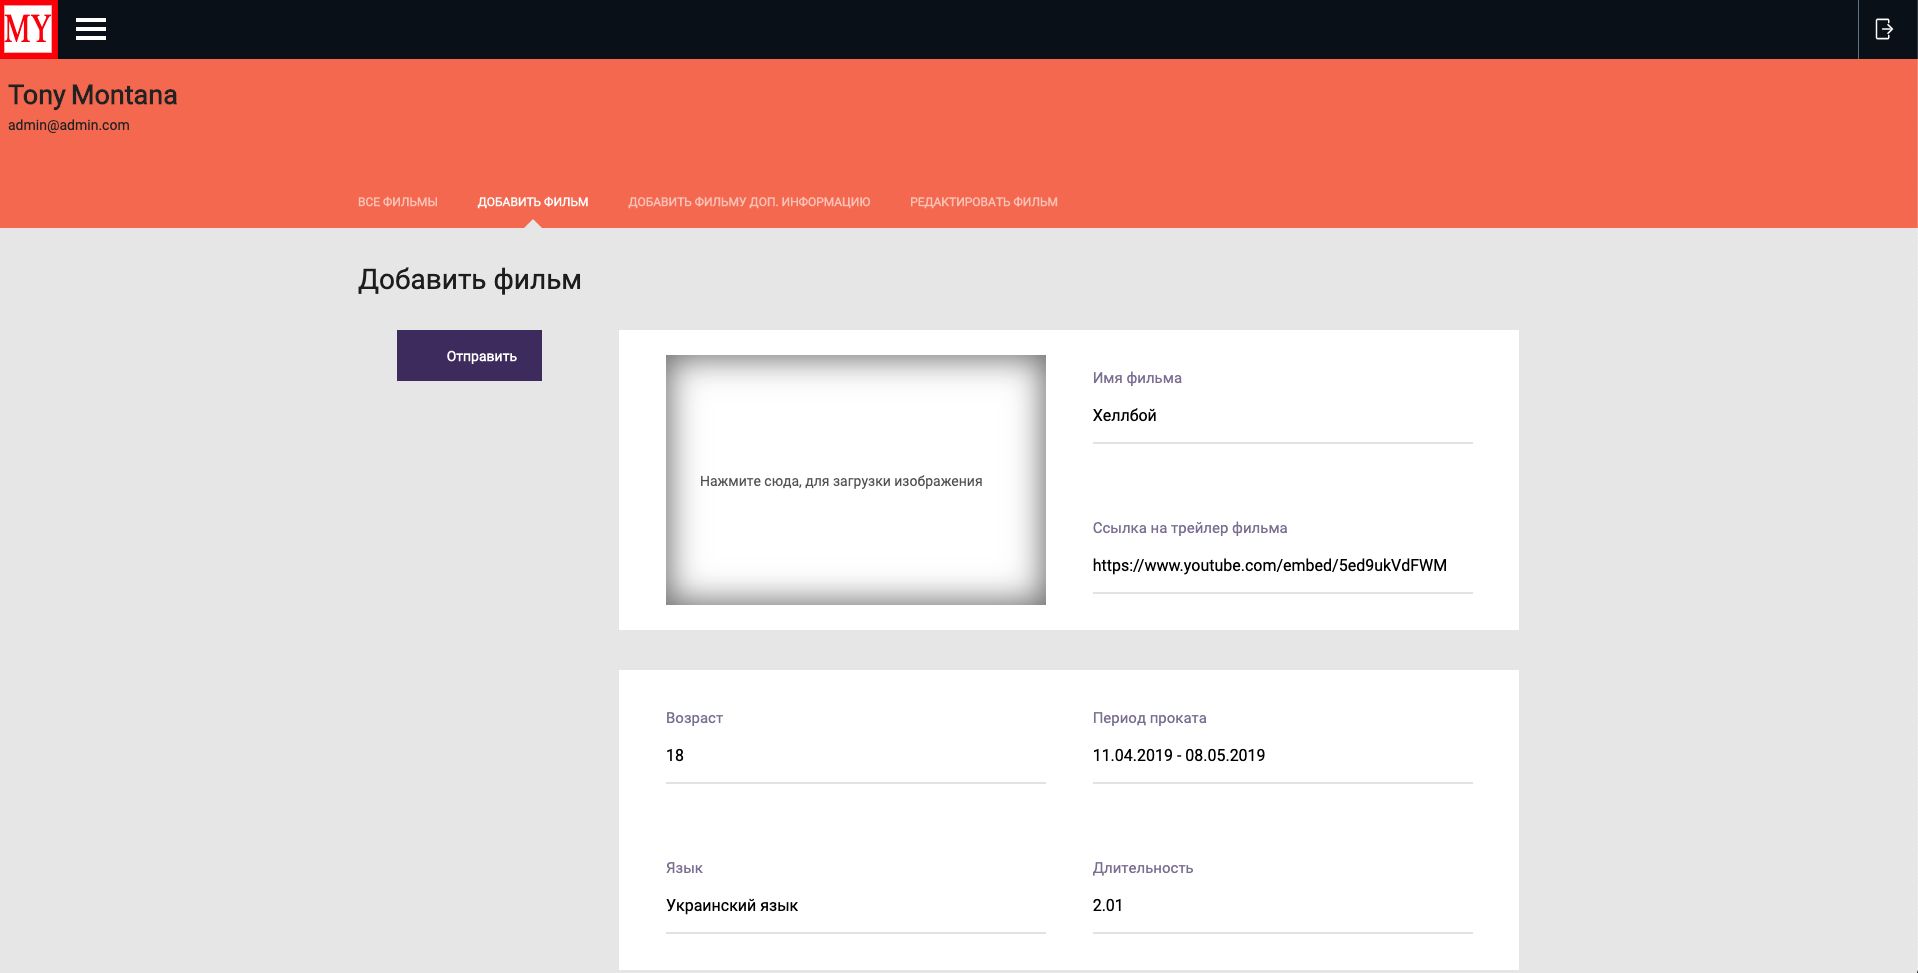 MY
Tony Montana
admin@admin.com
ВСЕ ФИЛЬМЫ
ДОБАВИТЬ ФИЛЬМ
ДОБАВИТЬ ФИЛЬМУ ДОП. ИНФОРМАЦИЮ
РЕДАКТИРОВАТЬ ФИЛЬМ
Добавить фильм
Отправить
Нажмите сюда, для загрузки изображения
Имя фильма
Хеллбой
Ссылка на трейлер фильма
https://www.youtube.com/embed/5ed9ukVdFWM
Возраст
18
Период проката
11.04.2019 - 08.05.2019
Язык
Украинский язык
Длительность
2.01